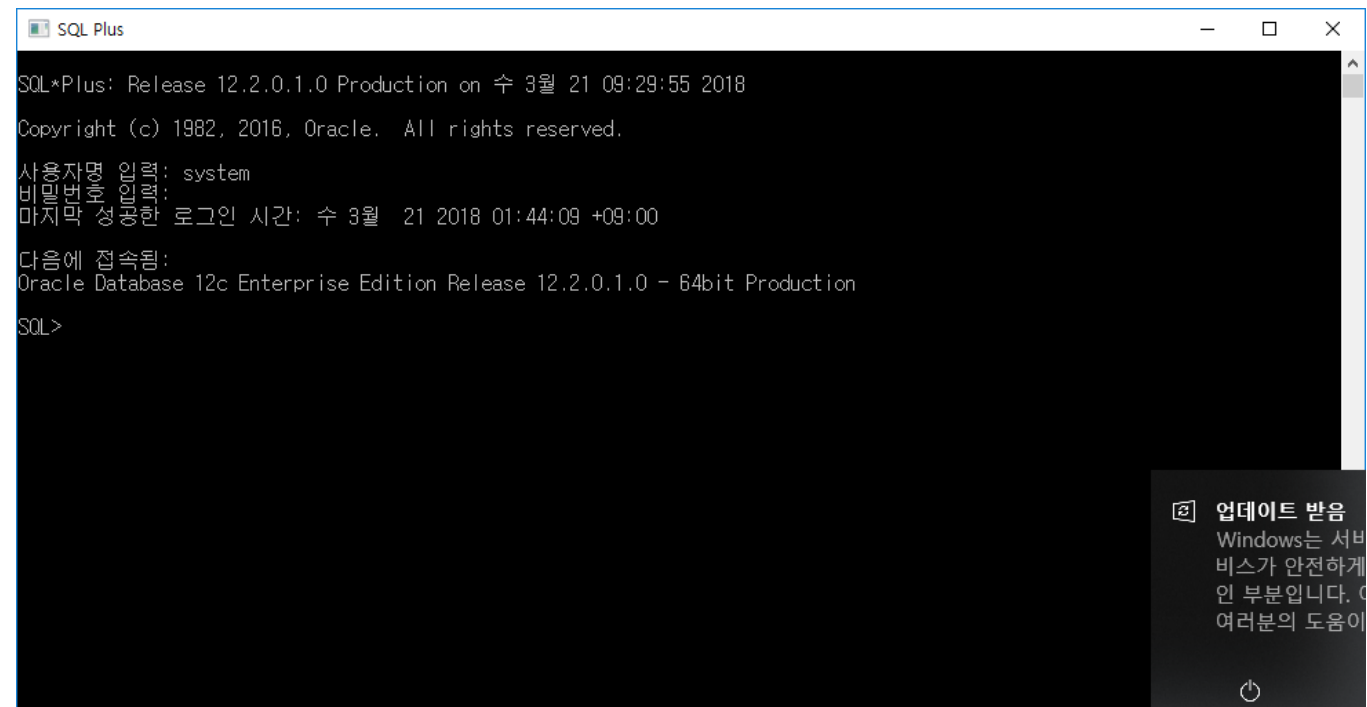 SQL Plus
SQL*Plus: Release 12.2.0.1.0 Production on 수 3월 21 09:29:55 2018
Copyright (c) 1982, 2016, Oracle.  All rights reserved.
사용자명 입력: system
비밀번호 입력:
마지막 성공한 로그인 시간: 수 3월  21 2018 01:44:09 +09:00
다음에 접속됨:
Oracle Database 12c Enterprise Edition Release 12.2.0.1.0 - 64bit Production
SQL>
업데이트 받음
Windows는 서비
비스가 안전하게
인 부분입니다.
여러분의 도움이